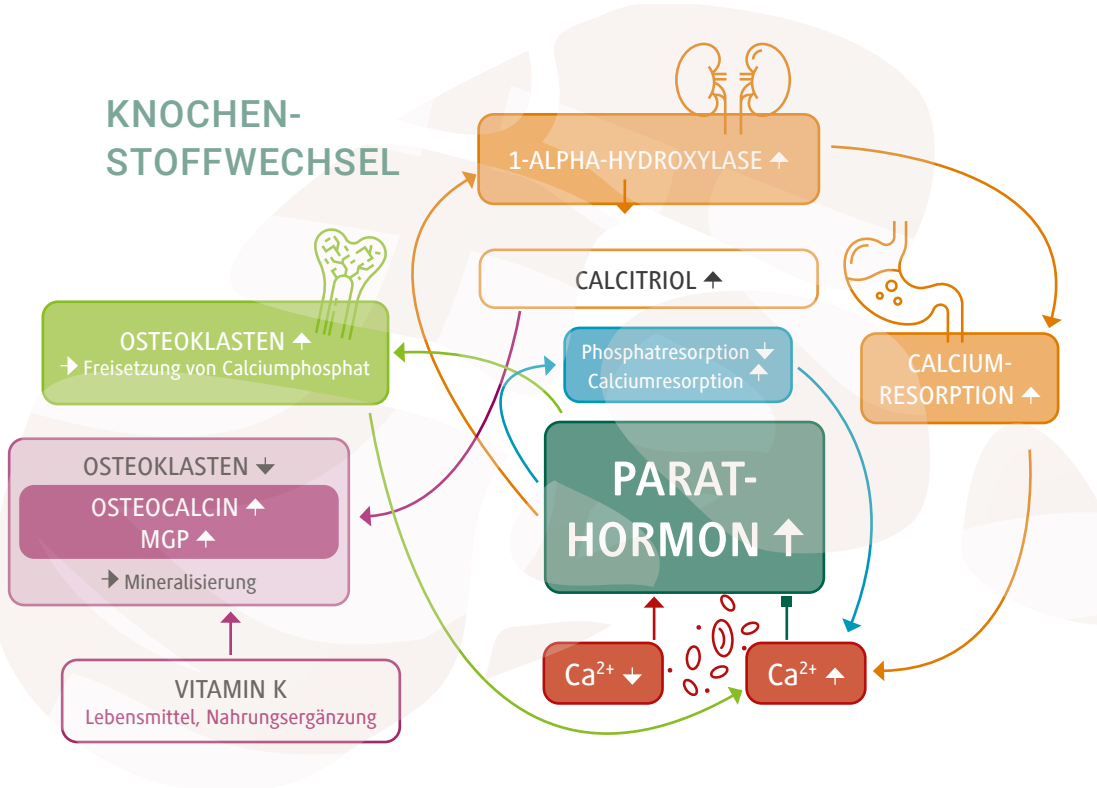 KNOCHEN-
STOFFWECHSEL
1-ALPHA-HYDROXYLASE ↑
CALCITRIOL ↑
OSTEOKLASTEN ↑
→ Freisetzung von Calciumphosphat
Phosphatresorption ↓
Calciumresorption ↑
CALCIUM-
RESORPTION ↑
OSTEOKLASTEN ↓
OSTEOCALCIN ↑
MGP ↑
→ Mineralisierung
PARAT-
HORMON ↑
VITAMIN K
Lebensmittel, Nahrungsergänzung
Ca²⁺ ↓
Ca²⁺ ↑